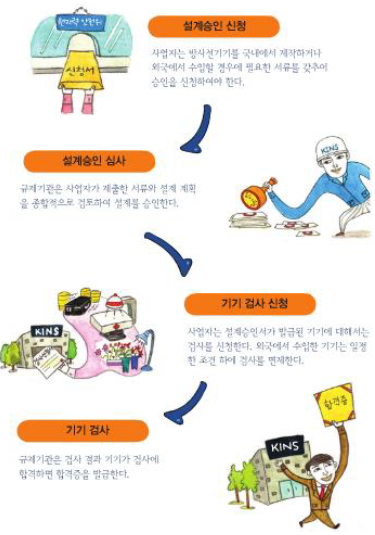 설계승인 신청
사업자는 방사선기기를 국내에서 제작하거나
외국에서 수입할 경우에 필요한 서류를 갖추어
승인을 신청하여야 한다.
신청서
설계승인 심사
규제기관은 사업자가 제출한 서류와 설계 계획
을 종합적으로 검토하여 설계를 승인한다.
KINS
기기 검사 신청
사업자는 설계승인서가 발급된 기기에 대해서는
검사를 신청한다. 외국에서 수입한 기기는 일정
한 조건 하에 검사를 면제한다.
KINS
기기 검사
규제기관은 검사 결과 기기가 검사에
합격하면 합격증을 발급한다.
합격증
KINS